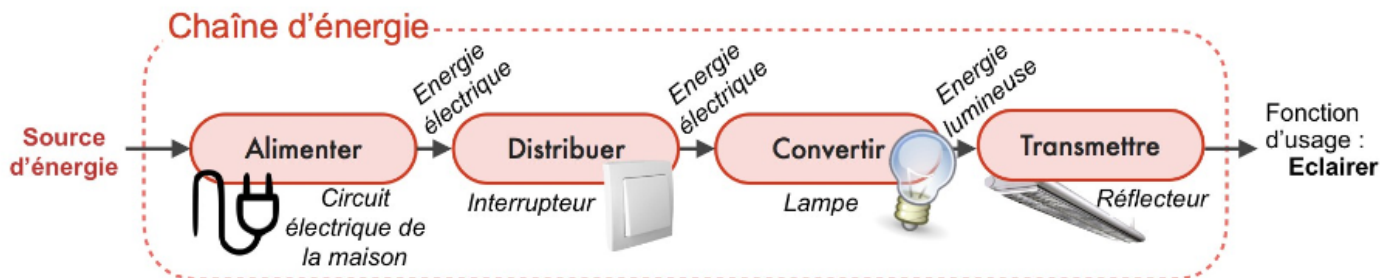 Chaîne d'énergie
Source
d'énergie
Alimenter
Circuit
électrique de
la maison
Energie
électrique
Distribuer
Interrupteur
Energie
électrique
Convertir
Lampe
Energie
lumineuse
Transmettre
Réflecteur
Fonction
d'usage :
Eclairer